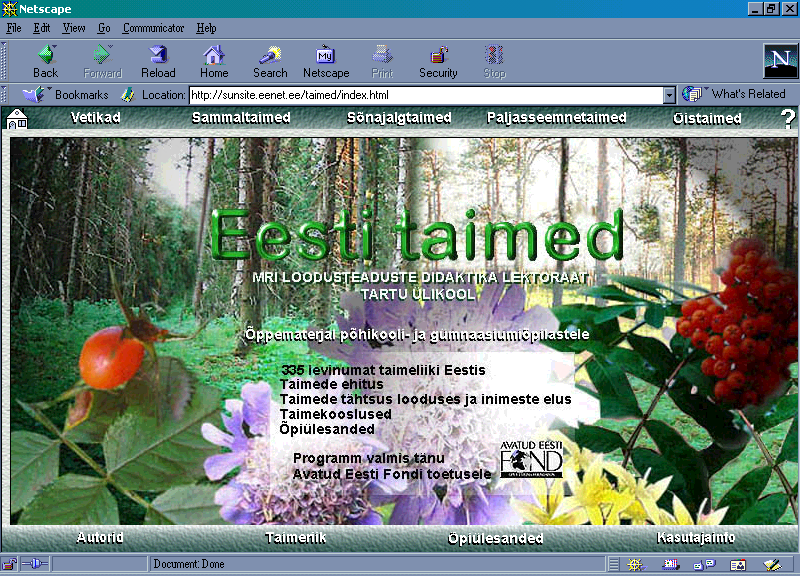 Netscape
File Edit View Go Communicator Help
Back Forward Reload Home Search Netscape Print Security Stop
My
N
Bookmarks Location: http://sunsite.eenet.ee/taimed/index.html What's Related
Vetikad Sammaltaimed Sõnajalgtaimed Paljasseemnetaimed Õistaimed ?
Eesti taimed
MRI LOODUSTEADUSTE DIDAKTIKA LEKTORAAT
TARTU ÜLIKOOL
Õppematerjal põhikooli- ja gümnaasiumiõpilastele
335 levinumat taimeliiki Eestis
Taimede ehitus
Taimede tähtsus looduses ja inimeste elus
Taimekooslused
Õpiülesanded
Programm valmis tänu
Avatud Eesti Fondi toetusele
AVATUD EESTI
FOND
Autorid Taimenik Õpiülesanded Kasutajainfo
Document: Done